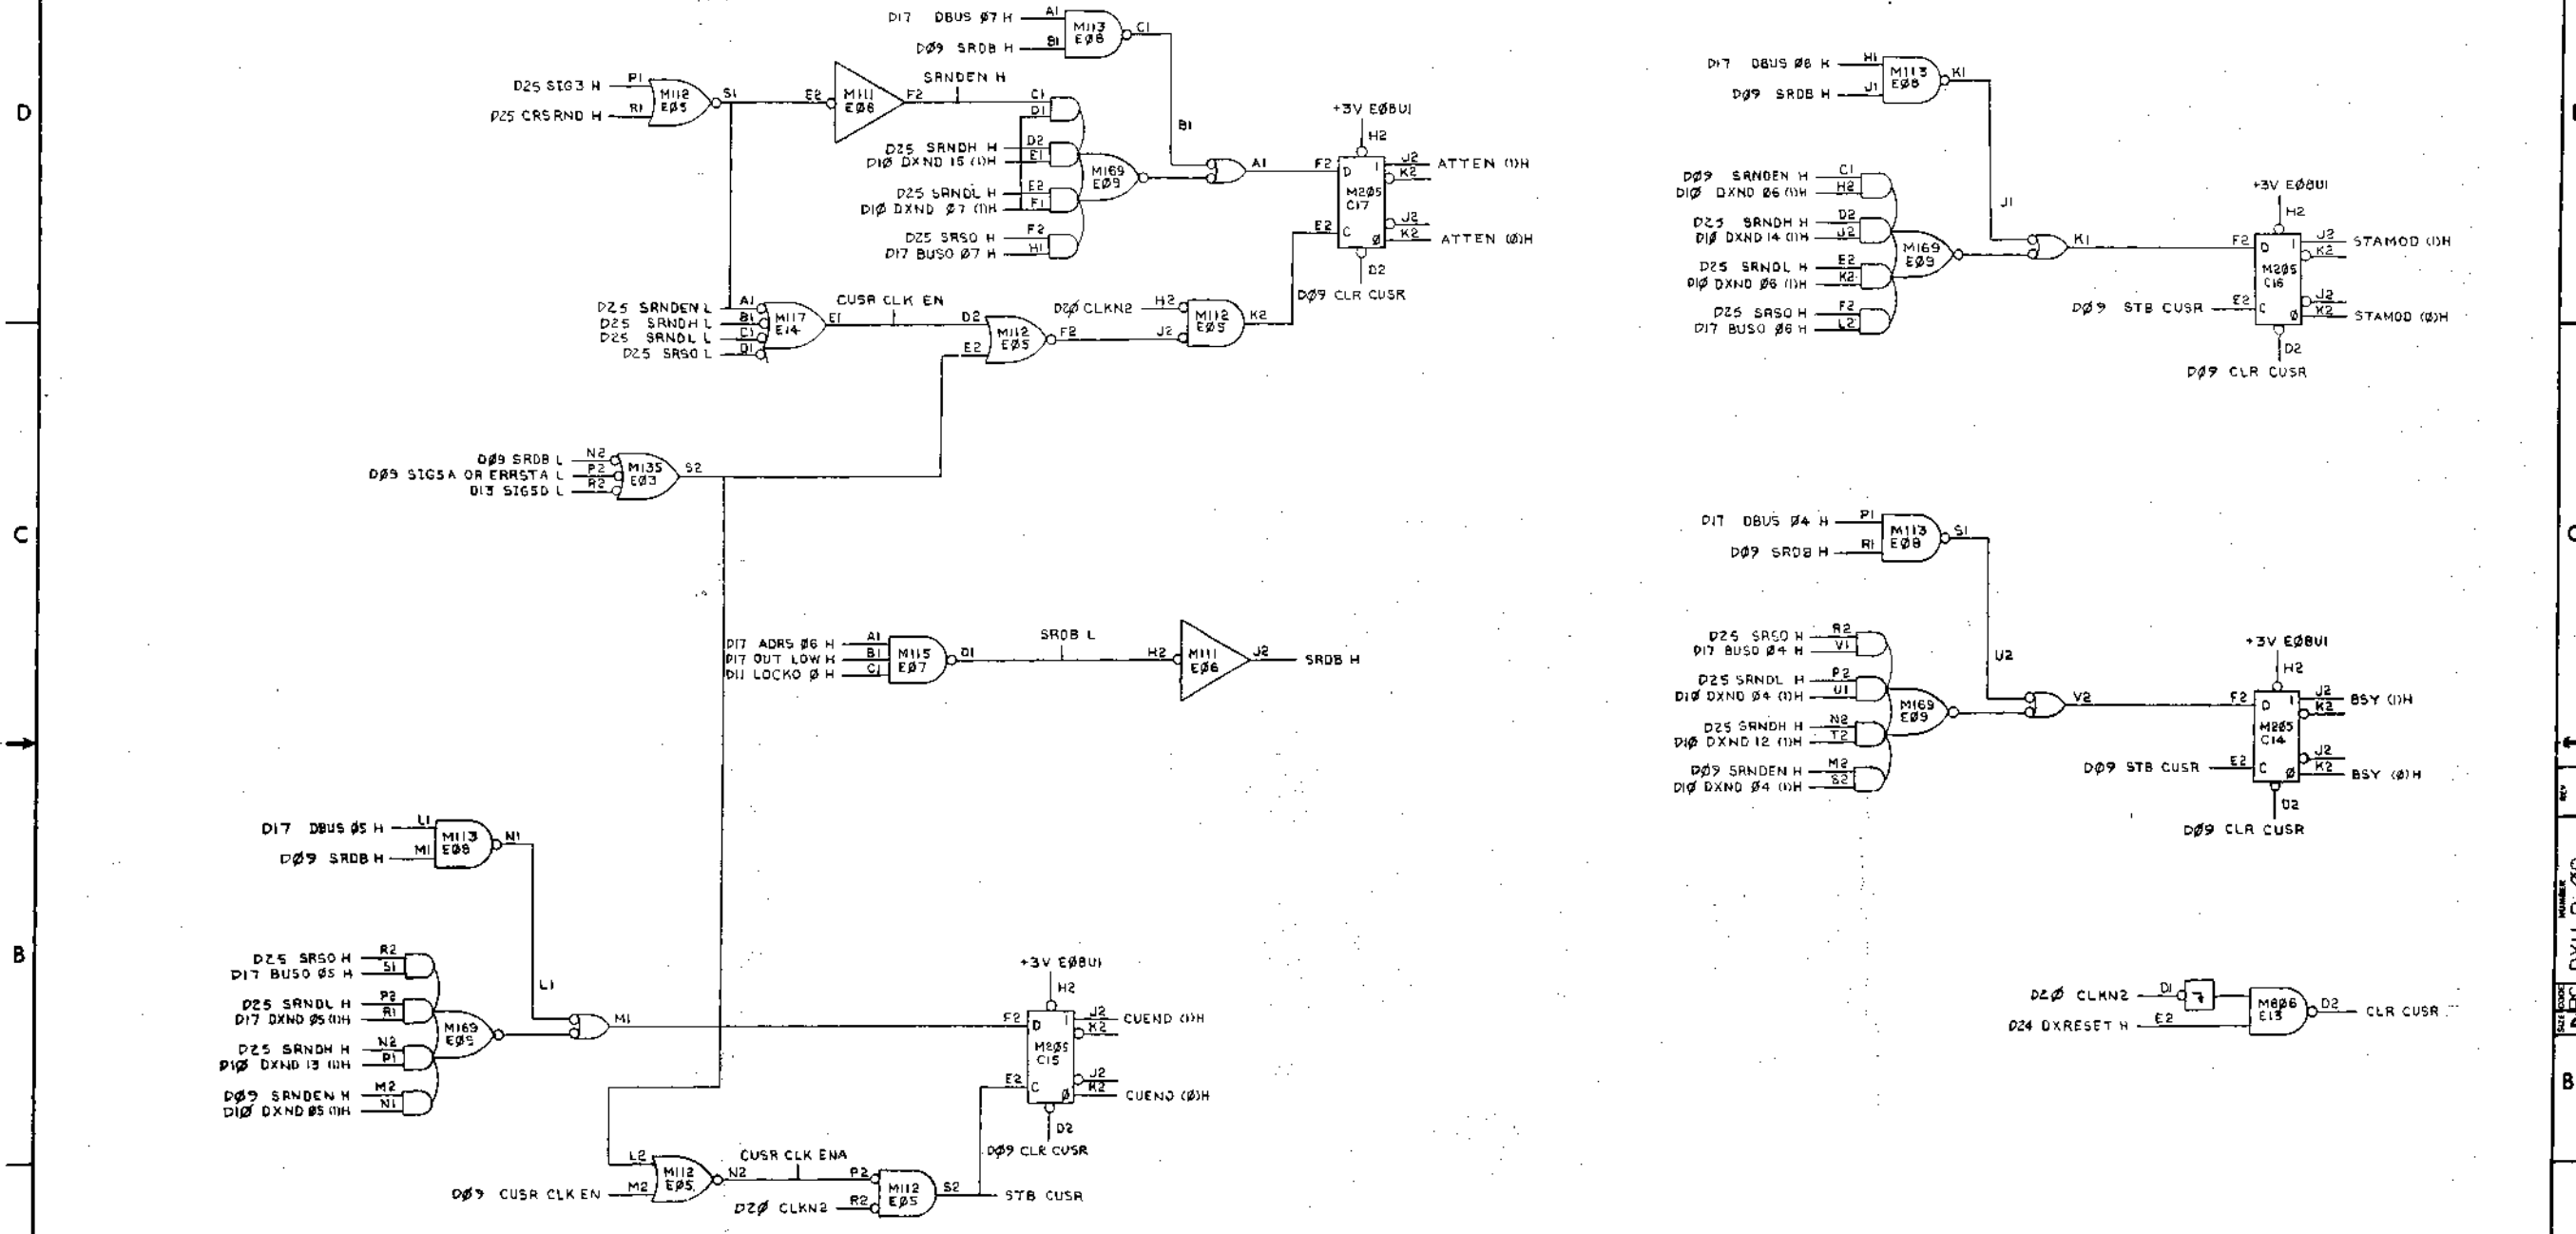 D
D17 DBUS Ø7 H A1
DØ9 SRDB H B1
M113
EØ8
C1
D25 SIG3 H P1
D25 CRSRND H R1
M112
EØ5
S1
E2
M111
EØ6
F2
SRNDEN H
C1
D1
D25 SRNDH H D2
D1Ø DXND 15 (1)H E1
D25 SRNDL H E2
D1Ø DXND Ø7 (1)H F1
D25 SRSO H F2
D17 BUSO Ø7 H H1
M169
EØ9
B1
A1
+3V EØ8U1
H2
F2 D 1 J2 ATTEN (1)H
K2
M205
C17
J2
E2 C Ø K2 ATTEN (Ø)H
D2
DØ9 CLR CUSR
D25 SRNDEN L A1
D25 SRNDH L B1
D25 SRNDL L C1
D25 SRSO L D1
M117
E14
E1
CUSR CLK EN
D2
E2
M112
EØ5
F2
D2Ø CLKN2 H2
J2
M112
EØ5
K2
DØ9 SRDB L N2
DØ9 SIG5A OR ERRSTA L P2
D13 SIG5D L R2
M135
EØ3
S2
D17 DBUS Ø6 H H1
DØ9 SRDB H J1
M113
EØ8
K1
DØ9 SRNDEN H C1
D1Ø DXND Ø6 (1)H H2
D25 SRNDH H D2
D1Ø DXND 14 (1)H J2
D25 SRNDL H E2
D1Ø DXND Ø6 (1)H K2
D25 SRSO H F2
D17 BUSO Ø6 H L2
M169
EØ9
J1
K1
+3V EØ8U1
H2
F2 D 1 J2 STAMOD (1)H
K2
M205
C16
J2
DØ9 STB CUSR E2 C Ø K2 STAMOD (Ø)H
D2
DØ9 CLR CUSR
C
D17 ADRS Ø6 H A1
D17 OUT LOW H B1
D11 LOCKO Ø H C1
M115
EØ7
D1
SRDB L
H2
M111
EØ6
J2 SRDB H
D17 DBUS Ø4 H P1
DØ9 SRDB H R1
M113
EØ8
S1
D25 SRSO H R2
D17 BUSO Ø4 H V1
D25 SRNDL H P2
D1Ø DXND Ø4 (1)H U1
D25 SRNDH H N2
D1Ø DXND 12 (1)H T2
DØ9 SRNDEN H M2
D1Ø DXND Ø4 (1)H S2
M169
EØ9
U2
V2
+3V EØ8U1
H2
F2 D 1 J2 BSY (1)H
K2
M205
C14
J2
DØ9 STB CUSR E2 C Ø K2 BSY (Ø)H
D2
DØ9 CLR CUSR
B
D17 DBUS Ø5 H L1
DØ9 SRDB H M1
M113
EØ8
N1
D25 SRSO H R2
D17 BUSO Ø5 H S1
D25 SRNDL H P2
D17 DXND Ø5 (1)H R1
D25 SRNDH H N2
D1Ø DXND 13 (1)H P1
DØ9 SRNDEN H M2
D1Ø DXND Ø5 (1)H N1
M169
EØ5
L1
M1
+3V EØ8U1
H2
F2 D 1 J2 CUEND (1)H
K2
M205
C15
J2
E2 C Ø K2 CUEND (Ø)H
D2
DØ9 CLR CUSR
L2
DØ9 CUSR CLK EN M2
M112
EØ5
N2
CUSR CLK ENA
P2
D2Ø CLKN2 R2
M112
EØ5
S2 STB CUSR
D2Ø CLKN2 D1
D24 DXRESET H E2
M606
E13
D2 CLR CUSR
REV
NUMBER
SIZE CODE
B